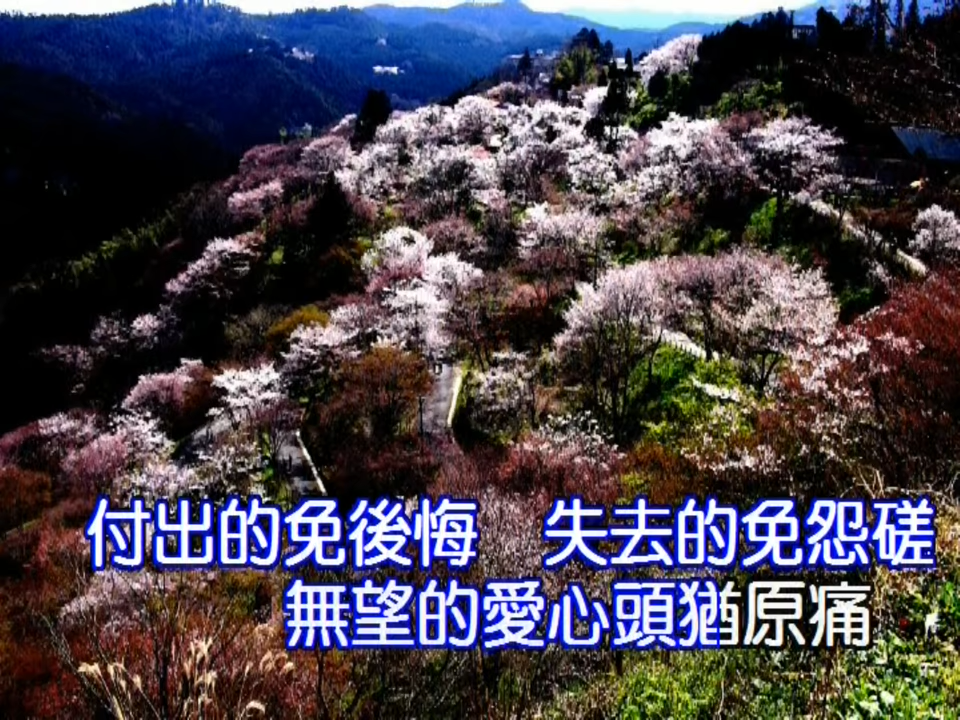 付出的免後悔　失去的免怨磋
無望的愛心頭猶原痛